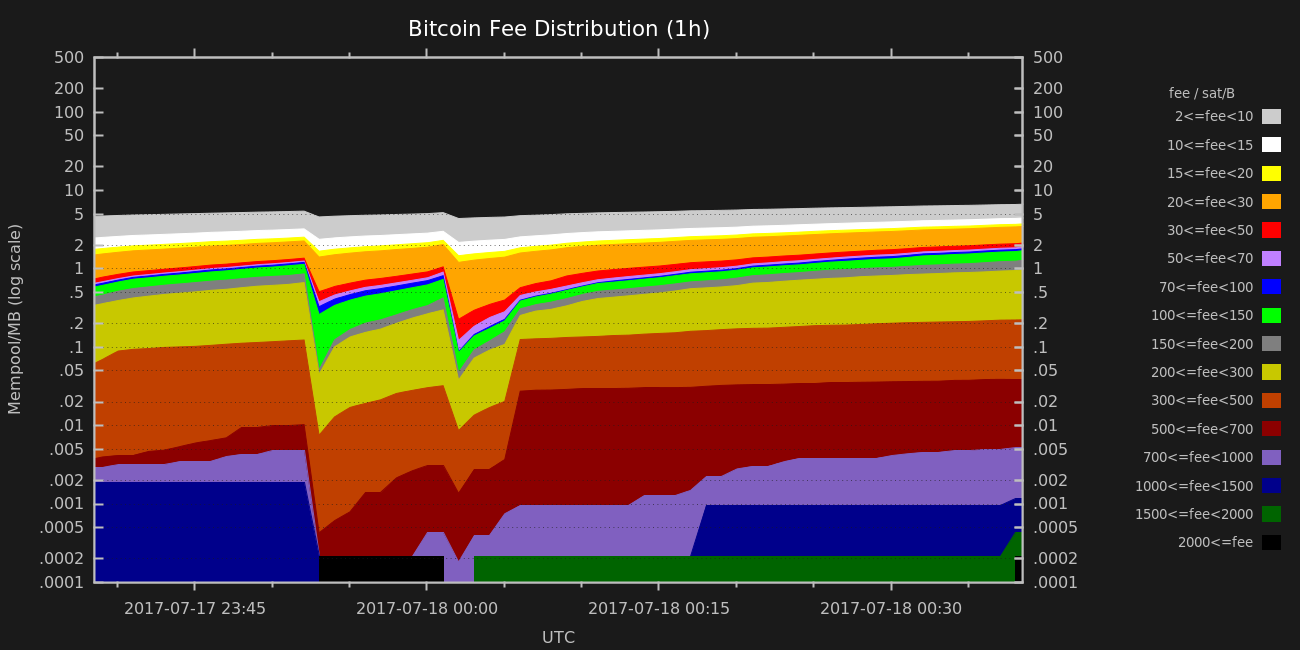 Bitcoin Fee Distribution (1h)
500
200
100
50
20
10
5
2
1
.5
.2
.1
.05
.02
.01
.005
.002
.001
.0005
.0002
.0001
Mempool/MB (log scale)
500
200
100
50
20
10
5
2
1
.5
.2
.1
.05
.02
.01
.005
.002
.001
.0005
.0002
.0001
2017-07-17 23:45
2017-07-18 00:00
2017-07-18 00:15
2017-07-18 00:30
UTC
fee / sat/B
2<=fee<10
10<=fee<15
15<=fee<20
20<=fee<30
30<=fee<50
50<=fee<70
70<=fee<100
100<=fee<150
150<=fee<200
200<=fee<300
300<=fee<500
500<=fee<700
700<=fee<1000
1000<=fee<1500
1500<=fee<2000
2000<=fee